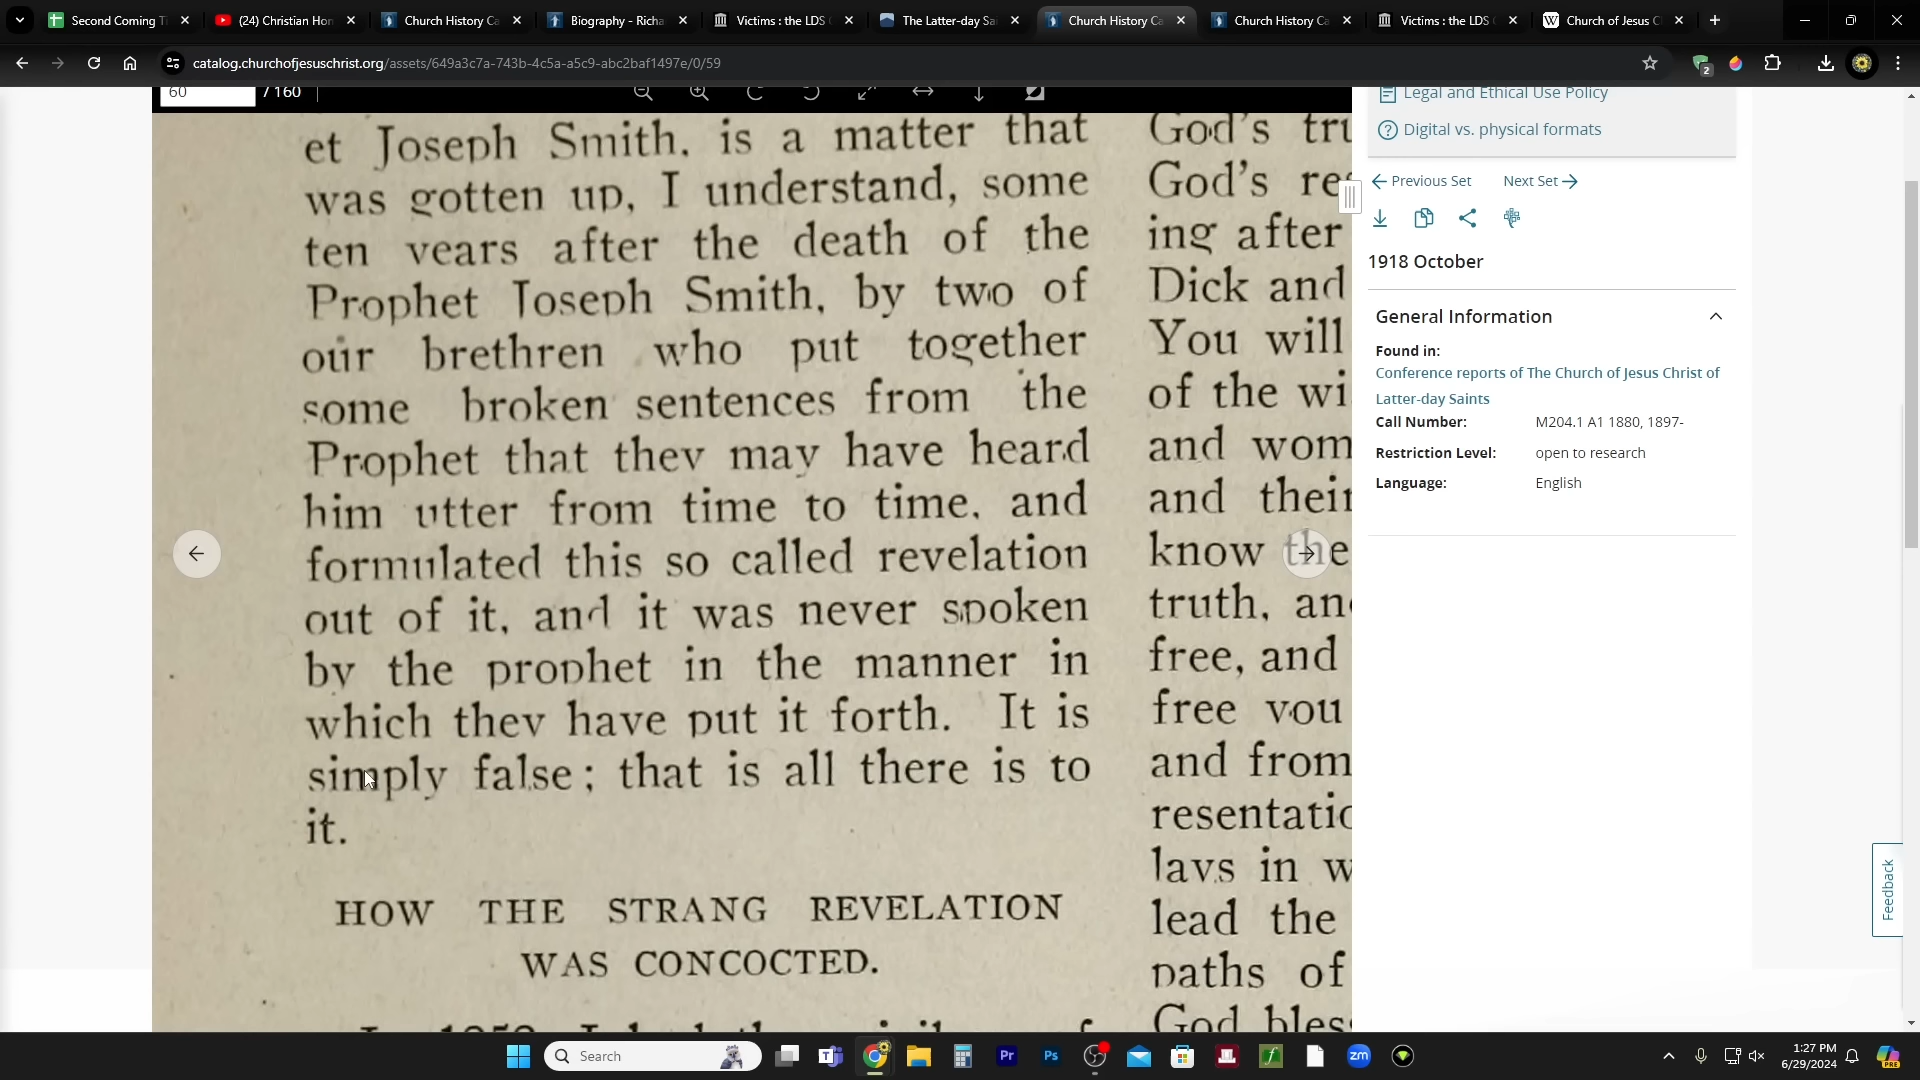 Second Coming Ti
(24) Christian Hom
Church History Ca
Biography - Richa
Victims : the LDS
The Latter-day Sa
Church History Ca
Church History Ca
Victims : the LDS
Church of Jesus C
catalog.churchofjesuschrist.org/assets/649a3c7a-743b-4c5a-a5c9-abc2baf1497e/0/59
2
60 / 160
et Joseph Smith, is a matter that
was gotten up, I understand, some
ten years after the death of the
Prophet Joseph Smith, by two of
our brethren who put together
some broken sentences from the
Prophet that they may have heard
him utter from time to time, and
formulated this so called revelation
out of it, and it was never spoken
by the prophet in the manner in
which they have put it forth. It is
simply false; that is all there is to
it.
HOW THE STRANG REVELATION
WAS CONCOCTED.
God's tru
God's res
ing after
Dick and
You will
of the wi
and wom
and their
know the
truth, and
free, and
free you
and from
resentatio
lays in w
lead the
paths of
God bless
Legal and Ethical Use Policy
Digital vs. physical formats
Previous Set Next Set
1918 October
General Information
Found in:
Conference reports of The Church of Jesus Christ of
Latter-day Saints
Call Number: M204.1 A1 1880, 1897-
Restriction Level: open to research
Language: English
Feedback
Search
Pr
Ps
zm
1:27 PM
6/29/2024
PRE